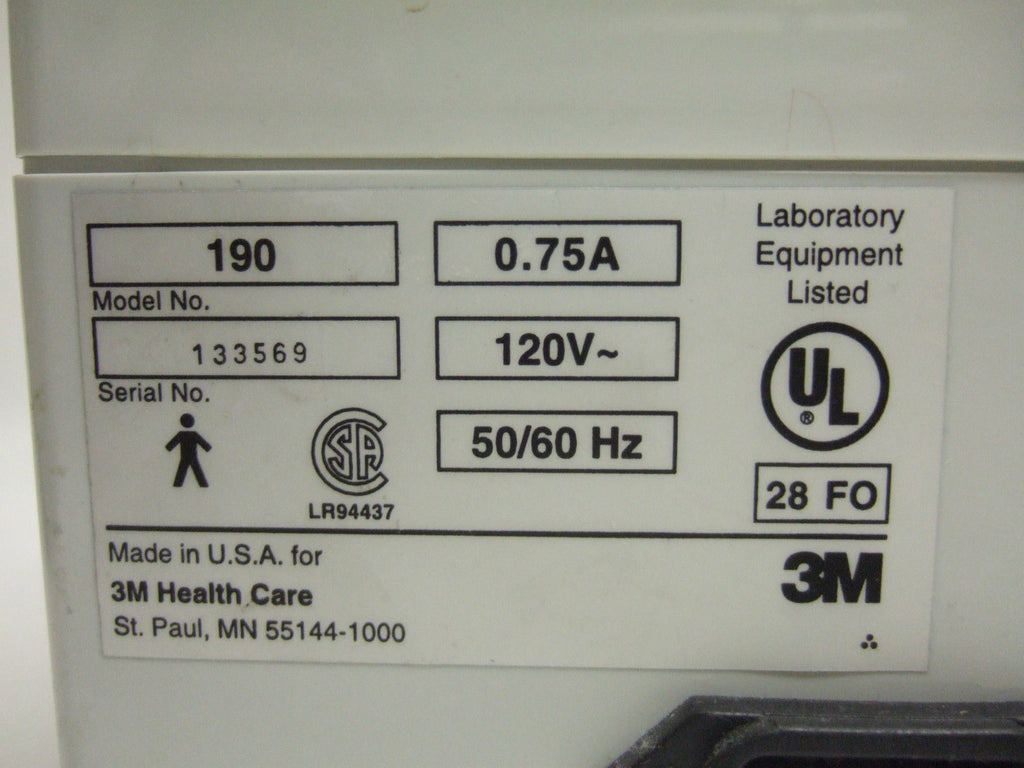 190
Model No.
133569
Serial No.
0.75A
120V~
50/60 Hz
Laboratory
Equipment
Listed
UL
®
28 FO
SA
LR94437
Made in U.S.A. for
3M Health Care
St. Paul, MN 55144-1000
3M